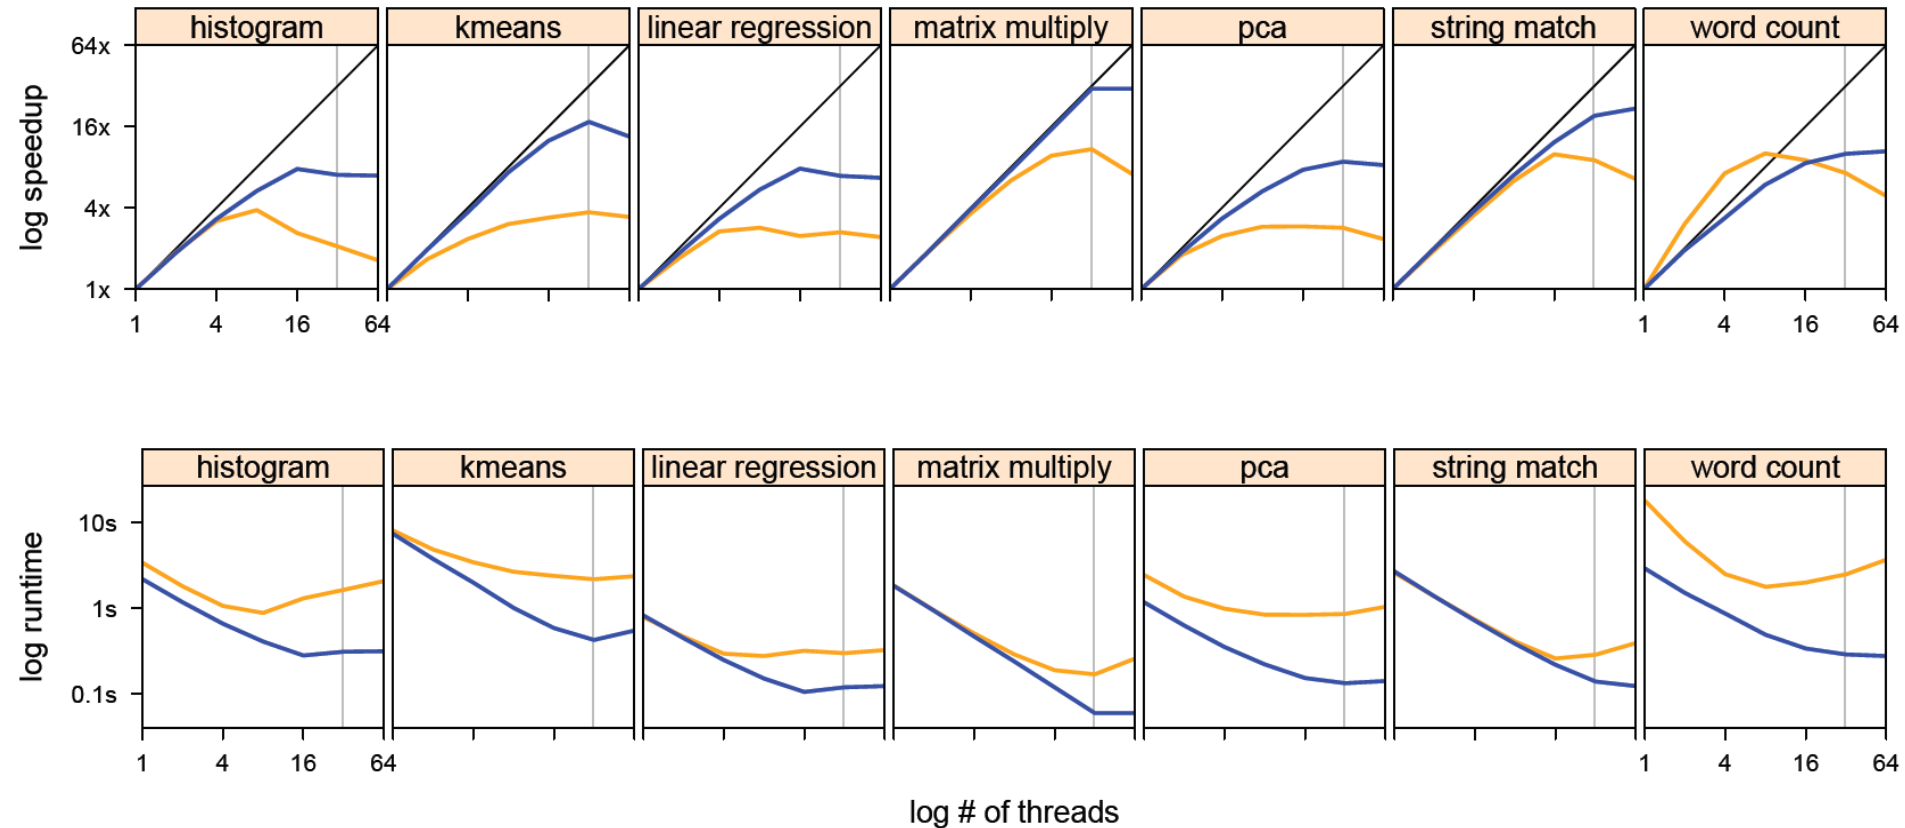 histogram kmeans linear regression matrix multiply pca string match word count
64x
16x
4x
1x
log speedup
1 4 16 64 1 4 16 64
histogram kmeans linear regression matrix multiply pca string match word count
10s
1s
0.1s
log runtime
1 4 16 64 1 4 16 64
log # of threads